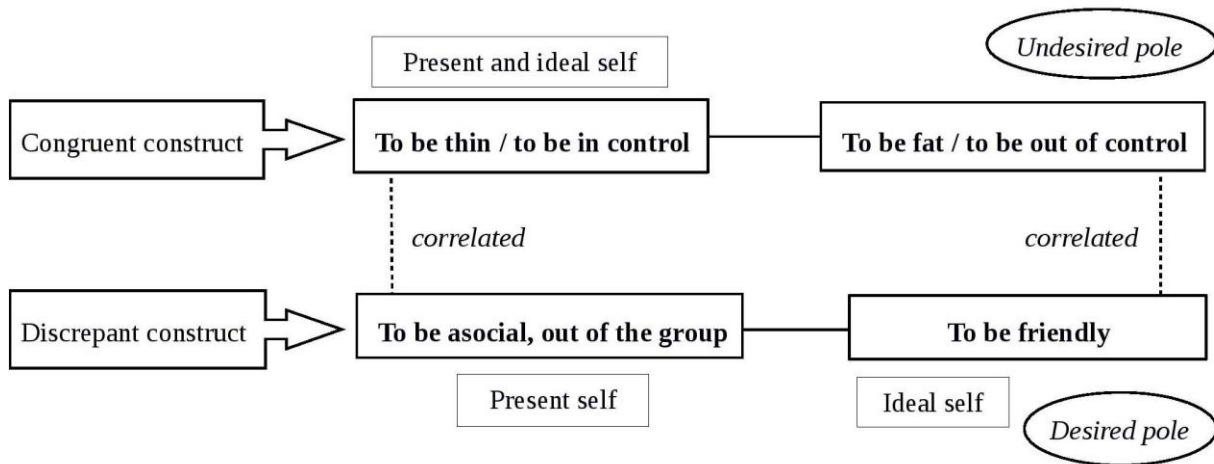 Undesired pole
Present and ideal self
Congruent construct
To be thin / to be in control
To be fat / to be out of control
correlated
correlated
Discrepant construct
To be asocial, out of the group
To be friendly
Present self
Ideal self
Desired pole